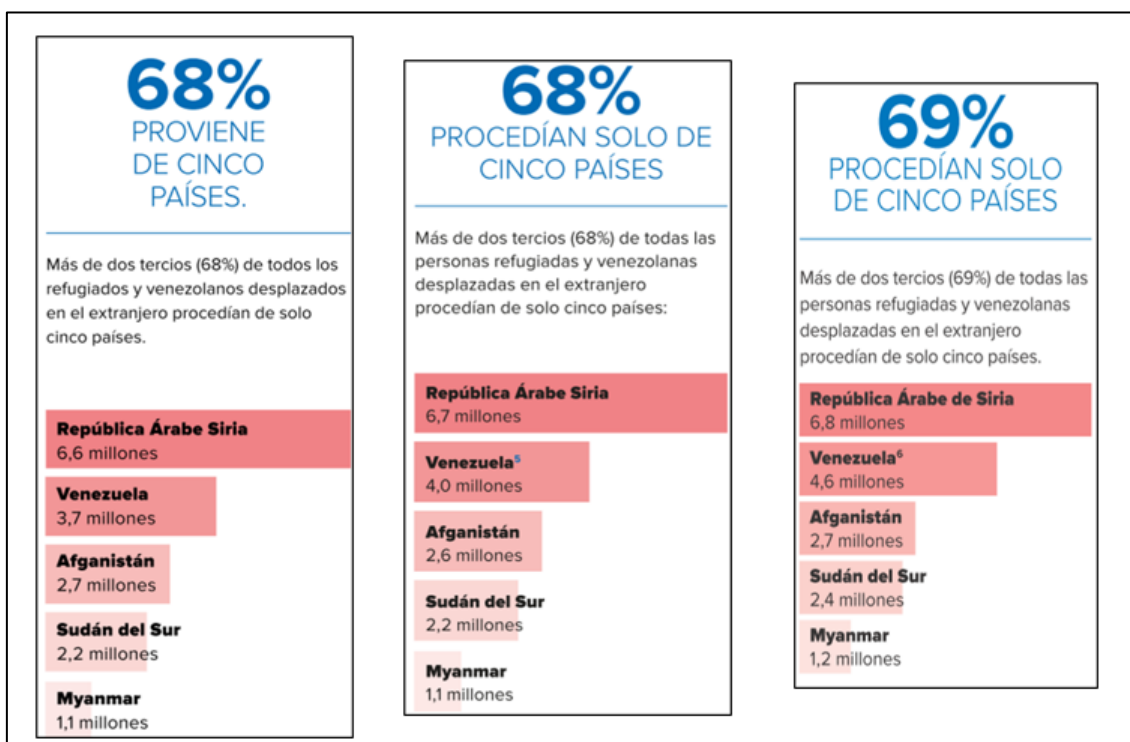 68%
PROVIENE
DE CINCO
PAÍSES.
Más de dos tercios (68%) de todos los
refugiados y venezolanos desplazados
en el extranjero procedían de solo
cinco países.
República Árabe Siria
6,6 millones
Venezuela
3,7 millones
Afganistán
2,7 millones
Sudán del Sur
2,2 millones
Myanmar
1,1 millones
68%
PROCEDÍAN SOLO DE
CINCO PAÍSES
Más de dos tercios (68%) de todas las
personas refugiadas y venezolanas
desplazadas en el extranjero
procedían de solo cinco países:
República Árabe Siria
6,7 millones
Venezuela⁵
4,0 millones
Afganistán
2,6 millones
Sudán del Sur
2,2 millones
Myanmar
1,1 millones
69%
PROCEDÍAN SOLO
DE CINCO PAÍSES
Más de dos tercios (69%) de todas las
personas refugiadas y venezolanas
desplazadas en el extranjero
procedían de solo cinco países.
República Árabe de Siria
6,8 millones
Venezuela⁶
4,6 millones
Afganistán
2,7 millones
Sudán del Sur
2,4 millones
Myanmar
1,2 millones